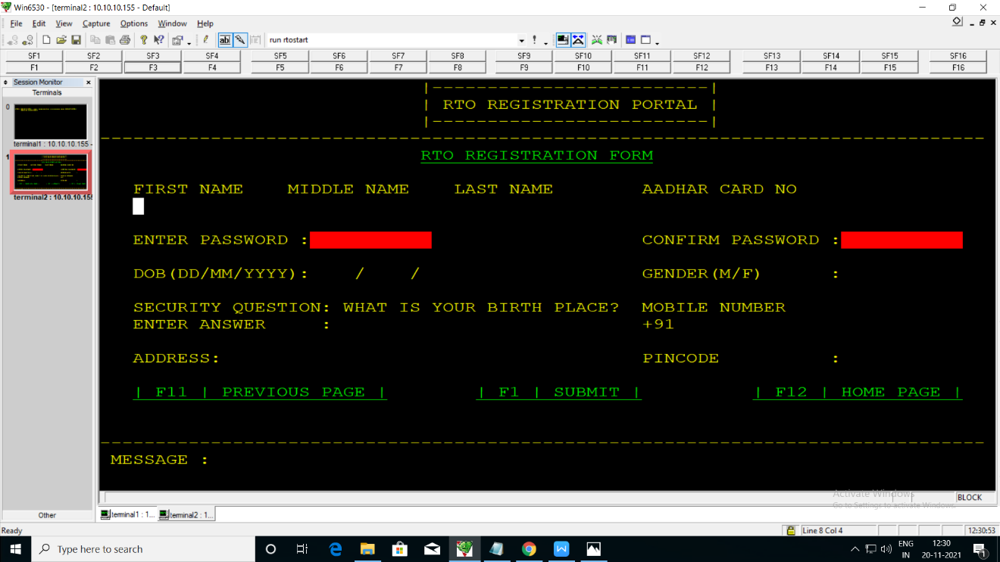 Win6530 - [terminal2 : 10.10.10.155 - Default]
File Edit View Capture Options Window Help
ab run rtostart !
SF1 SF2 SF3 SF4 SF5 SF6 SF7 SF8 SF9 SF10 SF11 SF12 SF13 SF14 SF15 SF16
F1 F2 F3 F4 F5 F6 F7 F8 F9 F10 F11 F12 F13 F14 F15 F16
Session Monitor
Terminals
0
terminal1 : 10.10.10.155 -
1
terminal2 : 10.10.10.155
Other
|-------------------------|
| RTO REGISTRATION PORTAL |
|-------------------------|
--------------------------------------------------------------------------------
RTO REGISTRATION FORM
FIRST NAME MIDDLE NAME LAST NAME AADHAR CARD NO
ENTER PASSWORD : CONFIRM PASSWORD :
DOB(DD/MM/YYYY): / / GENDER(M/F) :
SECURITY QUESTION: WHAT IS YOUR BIRTH PLACE? MOBILE NUMBER
ENTER ANSWER : +91
ADDRESS: PINCODE :
| F11 | PREVIOUS PAGE | | F1 | SUBMIT | | F12 | HOME PAGE |
--------------------------------------------------------------------------------
MESSAGE :
Activate Windows
Go to Settings to activate Windows.
BLOCK
terminal1 : 1... terminal2 : 1...
Ready Line 8 Col 4 12:30:53
Type here to search
ENG 12:30
IN 20-11-2021 1